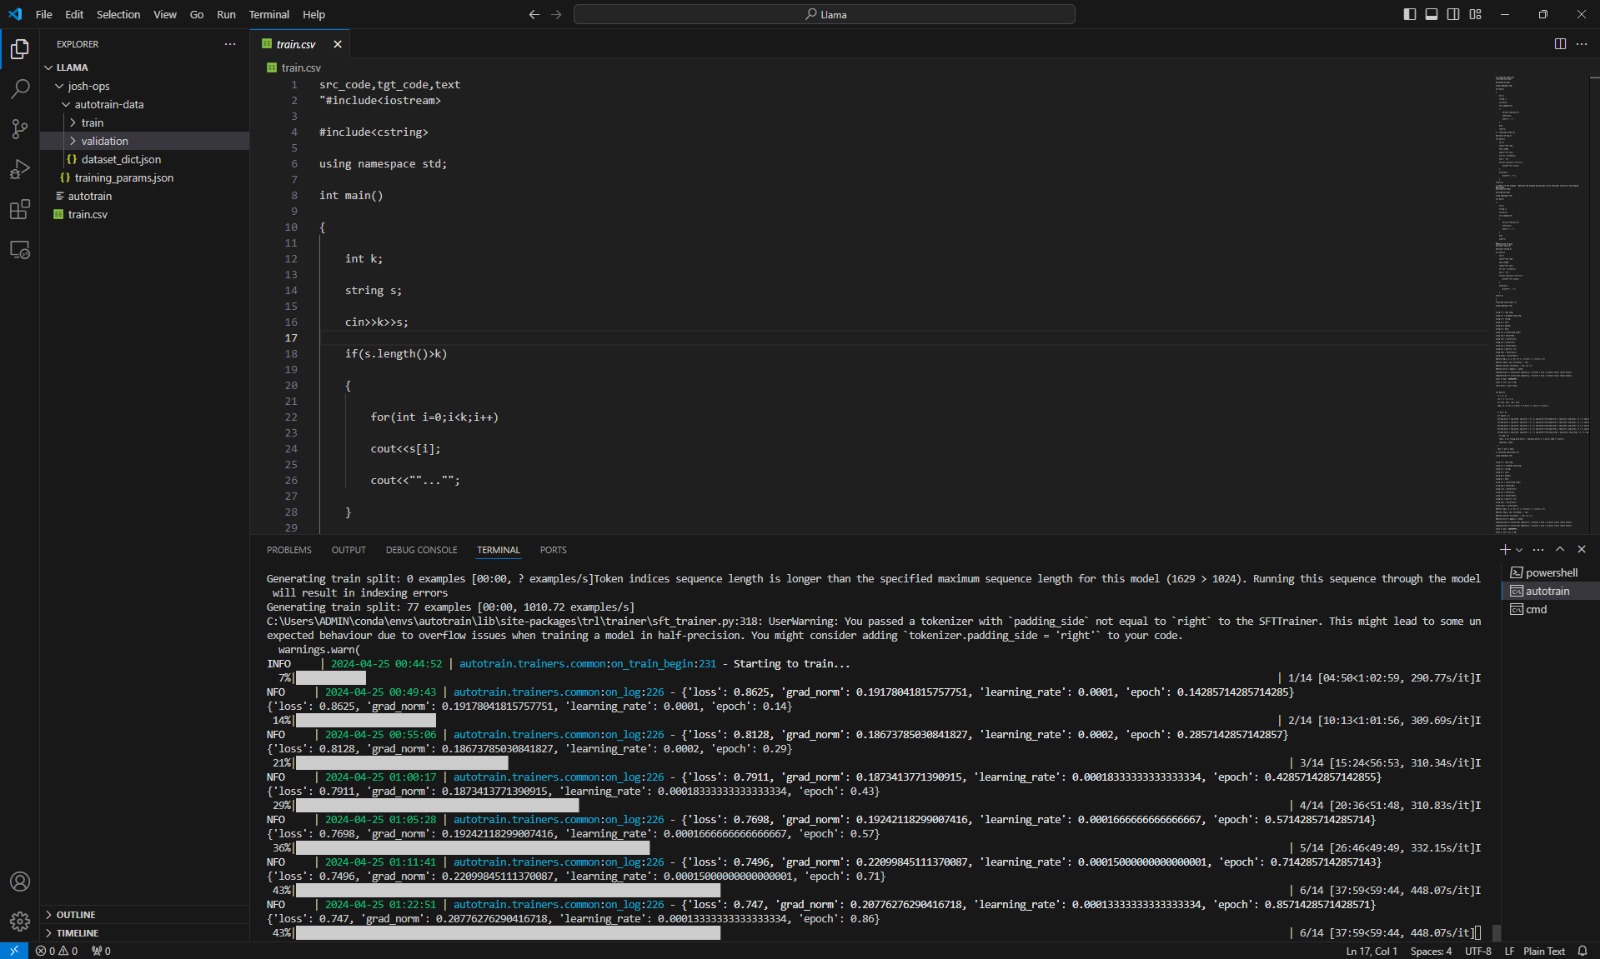 File Edit Selection View Go Run Terminal Help
Llama
EXPLORER
LLAMA
josh-ops
autotrain-data
train
validation
{} dataset_dict.json
{} training_params.json
autotrain
train.csv
OUTLINE
TIMELINE
train.csv
train.csv
1 src_code,tgt_code,text
2 "#include<iostream>
3
4 #include<cstring>
5
6 using namespace std;
7
8 int main()
9
10 {
11
12 int k;
13
14 string s;
15
16 cin>>k>>s;
17
18 if(s.length()>k)
19
20 {
21
22 for(int i=0;i<k;i++)
23
24 cout<<s[i];
25
26 cout<<""..."";
27
28 }
29
PROBLEMS OUTPUT DEBUG CONSOLE TERMINAL PORTS
Generating train split: 0 examples [00:00, ? examples/s]Token indices sequence length is longer than the specified maximum sequence length for this model (1629 > 1024). Running this sequence through the model
will result in indexing errors
Generating train split: 77 examples [00:00, 1010.72 examples/s]
C:\Users\ADMIN\conda\envs\autotrain\lib\site-packages\trl\trainer\sft_trainer.py:318: UserWarning: You passed a tokenizer with `padding_side` not equal to `right` to the SFTTrainer. This might lead to some un
expected behaviour due to overflow issues when training a model in half-precision. You might consider adding `tokenizer.padding_side = 'right'` to your code.
warnings.warn(
INFO | 2024-04-25 00:44:52 | autotrain.trainers.common:on_train_begin:231 - Starting to train...
7%| | 1/14 [04:50<1:02:59, 290.77s/it]I
NFO | 2024-04-25 00:49:43 | autotrain.trainers.common:on_log:226 - {'loss': 0.8625, 'grad_norm': 0.19178041815757751, 'learning_rate': 0.0001, 'epoch': 0.14285714285714285}
{'loss': 0.8625, 'grad_norm': 0.19178041815757751, 'learning_rate': 0.0001, 'epoch': 0.14}
14%| | 2/14 [10:13<1:01:56, 309.69s/it]I
NFO | 2024-04-25 00:55:06 | autotrain.trainers.common:on_log:226 - {'loss': 0.8128, 'grad_norm': 0.18673785030841827, 'learning_rate': 0.0002, 'epoch': 0.2857142857142857}
{'loss': 0.8128, 'grad_norm': 0.18673785030841827, 'learning_rate': 0.0002, 'epoch': 0.29}
21%| | 3/14 [15:24<56:53, 310.34s/it]I
NFO | 2024-04-25 01:00:17 | autotrain.trainers.common:on_log:226 - {'loss': 0.7911, 'grad_norm': 0.1873413771390915, 'learning_rate': 0.00018333333333333334, 'epoch': 0.42857142857142855}
{'loss': 0.7911, 'grad_norm': 0.1873413771390915, 'learning_rate': 0.00018333333333333334, 'epoch': 0.43}
29%| | 4/14 [20:36<51:48, 310.83s/it]I
NFO | 2024-04-25 01:05:28 | autotrain.trainers.common:on_log:226 - {'loss': 0.7698, 'grad_norm': 0.19242118299007416, 'learning_rate': 0.0001666666666666667, 'epoch': 0.5714285714285714}
{'loss': 0.7698, 'grad_norm': 0.19242118299007416, 'learning_rate': 0.0001666666666666667, 'epoch': 0.57}
36%| | 5/14 [26:46<49:49, 332.15s/it]I
NFO | 2024-04-25 01:11:41 | autotrain.trainers.common:on_log:226 - {'loss': 0.7496, 'grad_norm': 0.22099845111370087, 'learning_rate': 0.00015000000000000001, 'epoch': 0.7142857142857143}
{'loss': 0.7496, 'grad_norm': 0.22099845111370087, 'learning_rate': 0.00015000000000000001, 'epoch': 0.71}
43%| | 6/14 [37:59<59:44, 448.07s/it]I
NFO | 2024-04-25 01:22:51 | autotrain.trainers.common:on_log:226 - {'loss': 0.747, 'grad_norm': 0.20776276290416718, 'learning_rate': 0.00013333333333333334, 'epoch': 0.8571428571428571}
{'loss': 0.747, 'grad_norm': 0.20776276290416718, 'learning_rate': 0.00013333333333333334, 'epoch': 0.86}
43%| | 6/14 [37:59<59:44, 448.07s/it]
powershell
autotrain
cmd
0 0 0
Ln 17, Col 1 Spaces: 4 UTF-8 LF Plain Text